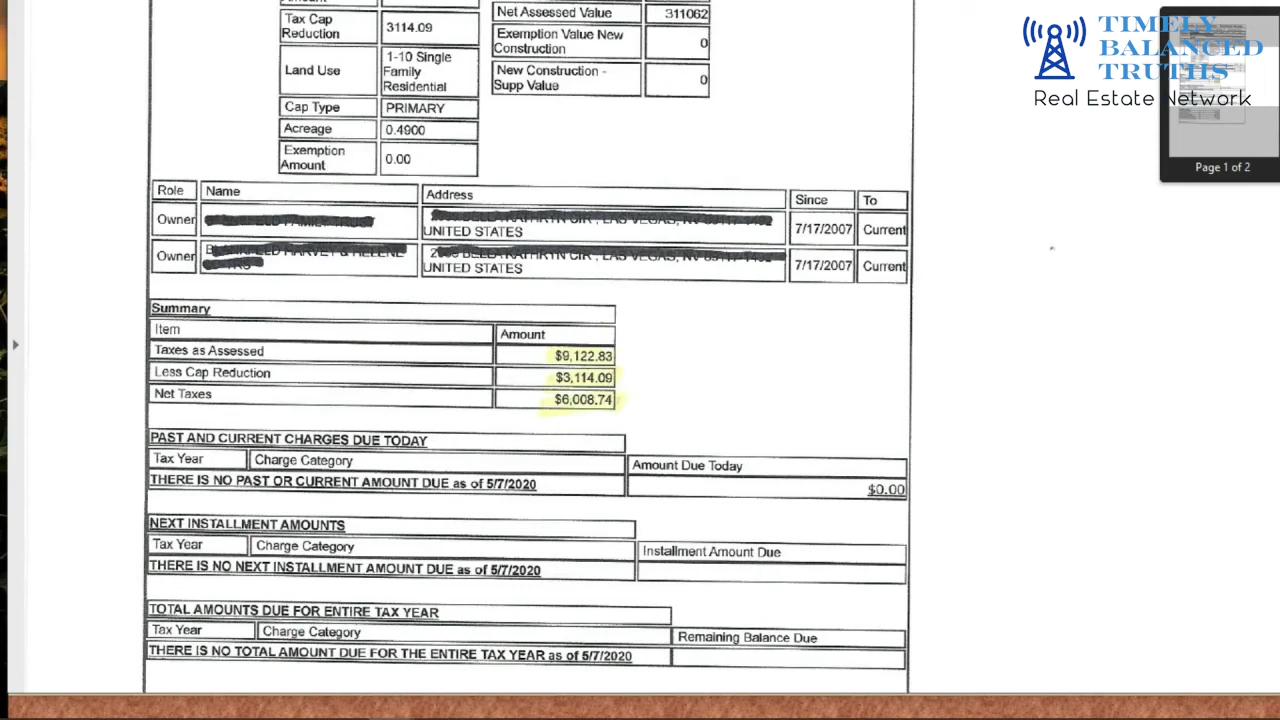 Tax Cap
Reduction 3114.09
Land Use 1-10 Single
Family
Residential
Cap Type PRIMARY
Acreage 0.4900
Exemption
Amount 0.00
Net Assessed Value 311062
Exemption Value New
Construction 0
New Construction -
Supp Value 0
TIMELY
BALANCED
TRUTHS
Real Estate Network
Page 1 of 2
Role Name Address Since To
Owner UNITED STATES 7/17/2007 Current
Owner UNITED STATES 7/17/2007 Current
Summary
Item Amount
Taxes as Assessed $9,122.83
Less Cap Reduction $3,114.09
Net Taxes $6,008.74
PAST AND CURRENT CHARGES DUE TODAY
Tax Year Charge Category Amount Due Today
THERE IS NO PAST OR CURRENT AMOUNT DUE as of 5/7/2020 $0.00
NEXT INSTALLMENT AMOUNTS
Tax Year Charge Category Installment Amount Due
THERE IS NO NEXT INSTALLMENT AMOUNT DUE as of 5/7/2020
TOTAL AMOUNTS DUE FOR ENTIRE TAX YEAR
Tax Year Charge Category Remaining Balance Due
THERE IS NO TOTAL AMOUNT DUE FOR THE ENTIRE TAX YEAR as of 5/7/2020